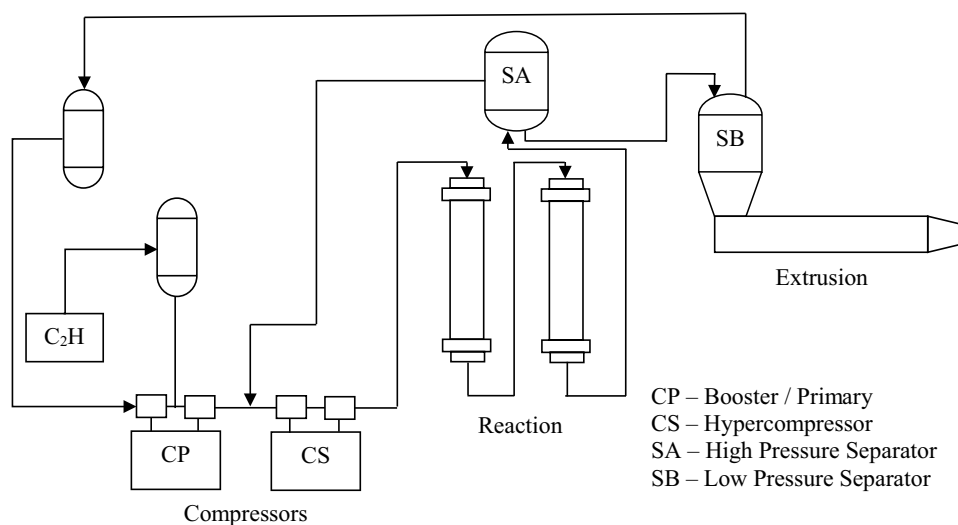 SA
SB
Extrusion
C₂H
CP – Booster / Primary
CS – Hypercompressor
SA – High Pressure Separator
SB – Low Pressure Separator
Reaction
CP
CS
Compressors